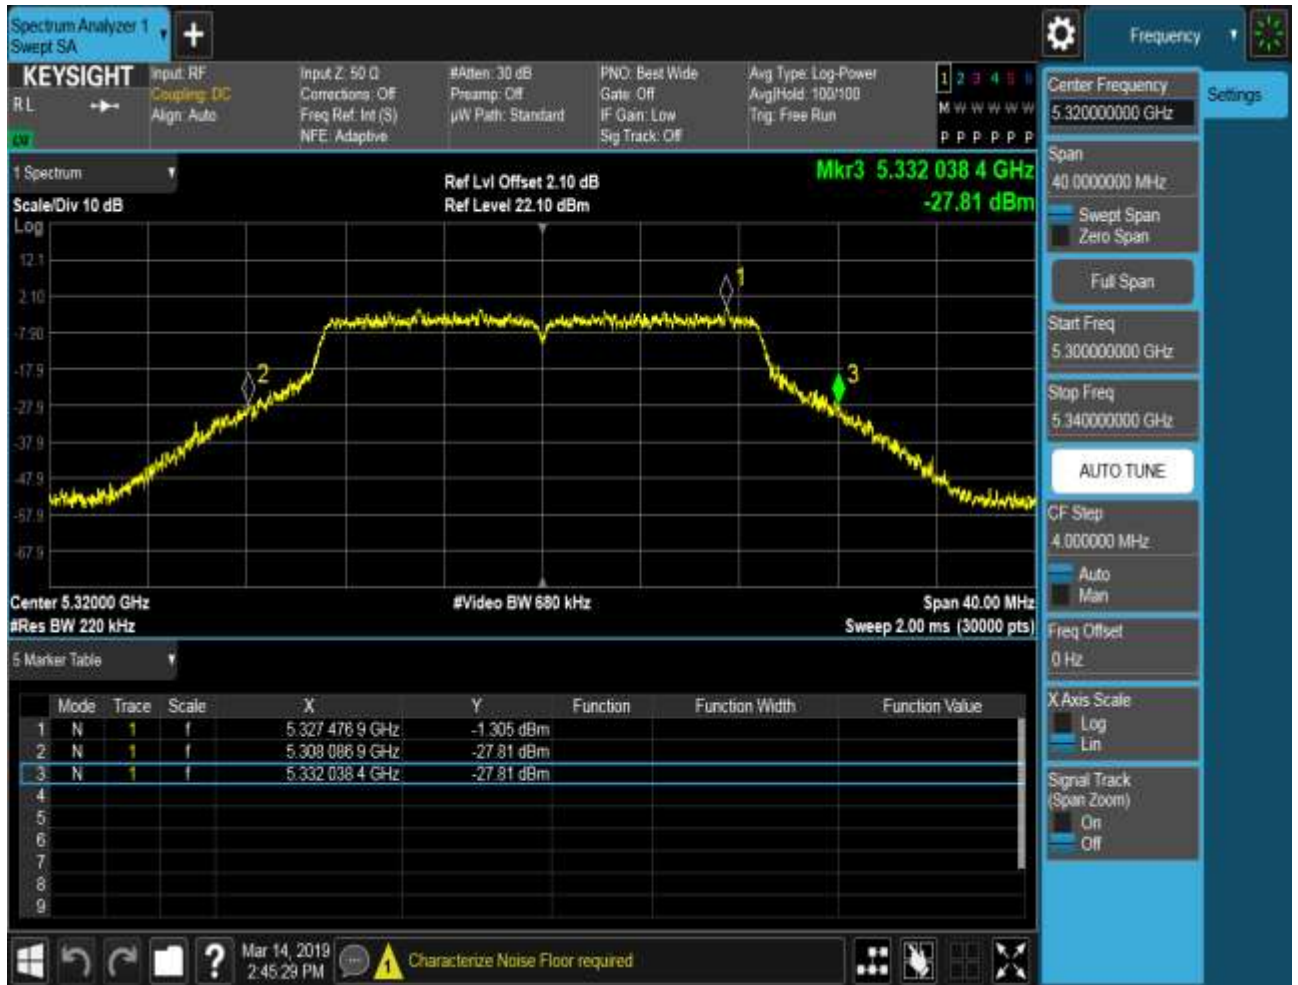 Spectrum Analyzer 1
Swept SA
Frequency
KEYSIGHT
RL
Input: RF
Coupling: DC
Align: Auto
Input Z: 50 Ω
Corrections: Off
Freq Ref: Int (S)
NFE: Adaptive
#Atten: 30 dB
Preamp: Off
µW Path: Standard
PNO: Best Wide
Gate: Off
IF Gain: Low
Sig Track: Off
Avg Type: Log-Power
Avg|Hold: 100/100
Trig: Free Run
1 2 3 4 5 6
M W W W W W
P P P P P P
1 Spectrum
Scale/Div 10 dB
Ref Lvl Offset 2.10 dB
Ref Level 22.10 dBm
Mkr3 5.332 038 4 GHz
-27.81 dBm
Log
12.1
2.10
-7.90
-17.9
-27.9
-37.9
-47.9
-57.9
-67.9
1
2
3
Center 5.32000 GHz
#Video BW 680 kHz
Span 40.00 MHz
#Res BW 220 kHz
Sweep 2.00 ms (30000 pts)
5 Marker Table
Mode Trace Scale X Y Function Function Width Function Value
1 N 1 f 5.327 476 9 GHz -1.305 dBm
2 N 1 f 5.308 086 9 GHz -27.81 dBm
3 N 1 f 5.332 038 4 GHz -27.81 dBm
4
5
6
7
8
9
Mar 14, 2019
2:45:29 PM
1
Characterize Noise Floor required
Center Frequency
5.320000000 GHz
Settings
Span
40.0000000 MHz
Swept Span
Zero Span
Full Span
Start Freq
5.300000000 GHz
Stop Freq
5.340000000 GHz
AUTO TUNE
CF Step
4.000000 MHz
Auto
Man
Freq Offset
0 Hz
X Axis Scale
Log
Lin
Signal Track
(Span Zoom)
On
Off